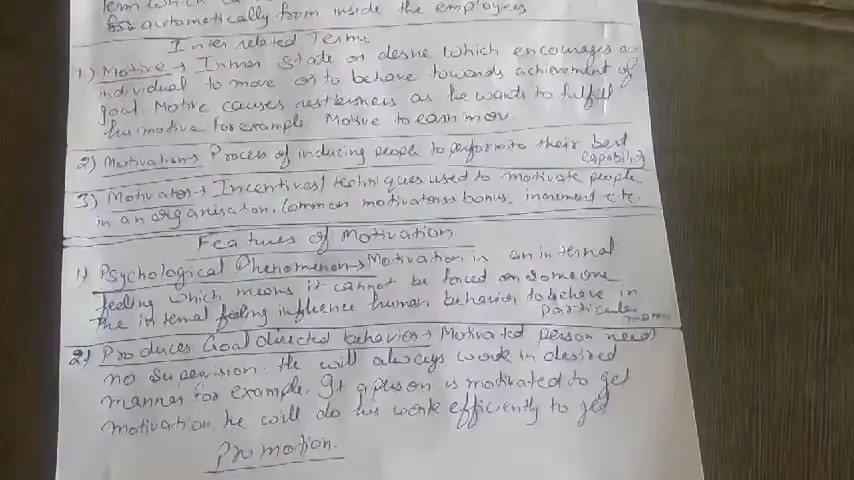 term which
automatically from inside the employees
Inter related Terms
1.) Motive → Inner State or desire which encourages an
individual to move or to behave towards achievement of
goal. Motive causes restlessness as he wants to fulfill
his motive for example Motive to earn mov.
2) Motivation → Process of inducing people to perform to their best
capability
3) Motivators → Incentives/techniques used to motivate people
in an organisation. Common motivators bonus, increment etc.
Features of Motivation
1) Psychological Phenomenon → Motivation is an internal
feeling which means it cannot be forced on someone
the internal feeling influence human behavior to behave in
particular manner
2) Produces Goal directed behavior → Motivated person need
no supervision. He will always work in desired
manner for example. If a person is motivated to get
motivation he will do his work efficiently to get
Promotion.